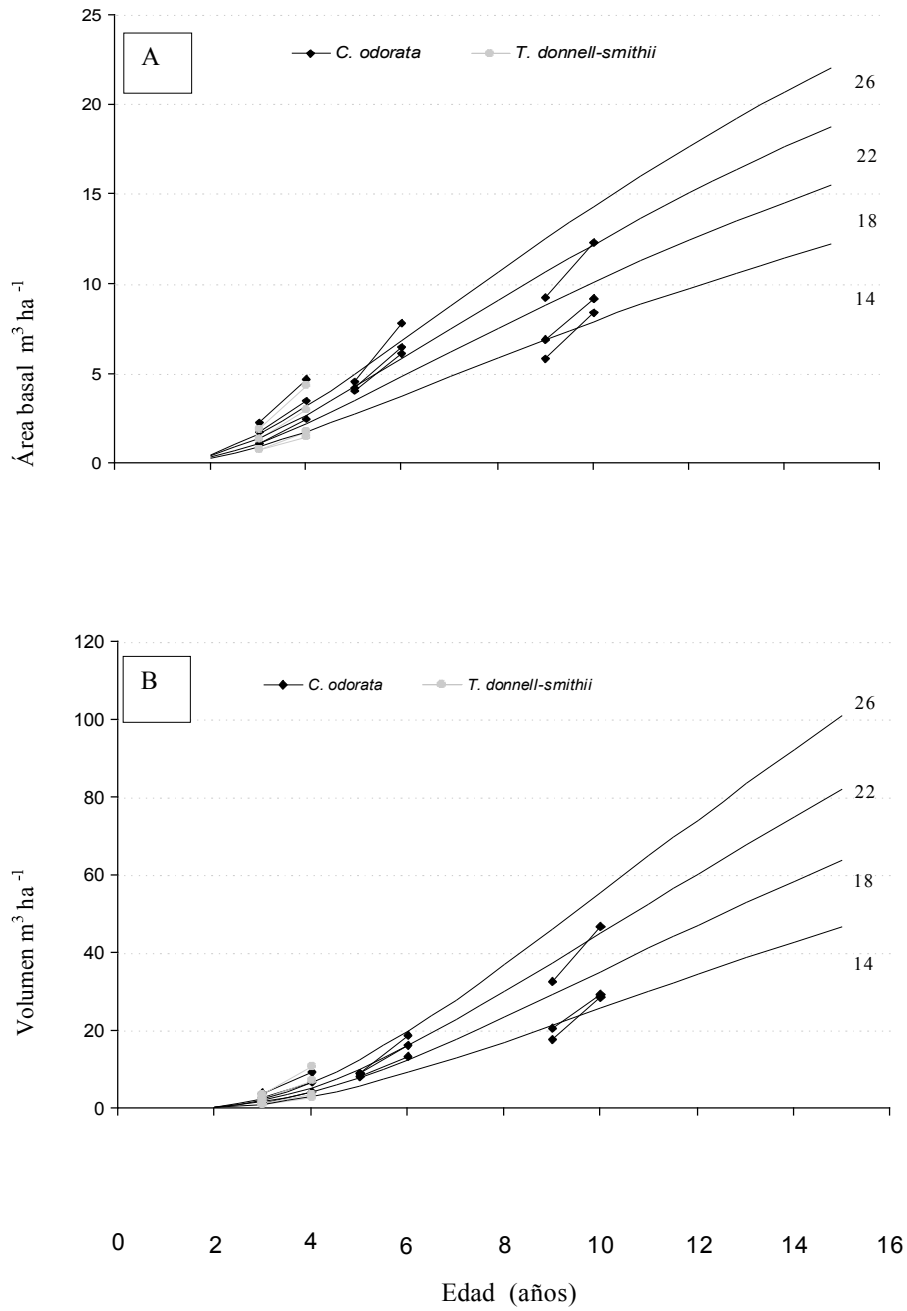 25
A
C. odorata
T. donnell-smithii
20
15
10
5
0
26
22
18
14
Área basal m³ ha ⁻¹
120
B
C. odorata
T. donnell-smithii
100
80
60
40
20
0
26
22
18
14
Volumen m³ ha ⁻¹
0 2 4 6 8 10 12 14 16
Edad (años)